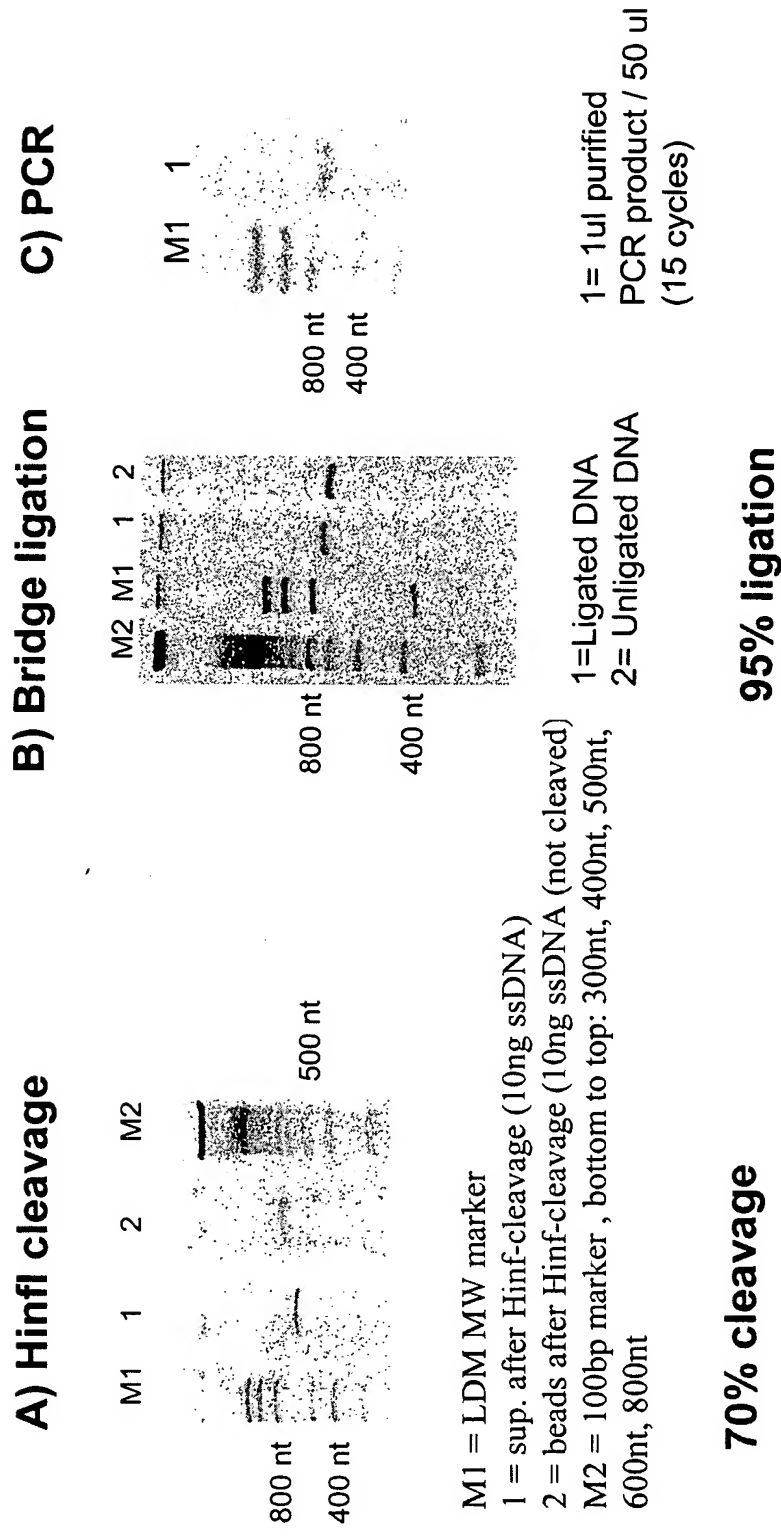 A) HinfI cleavage
M1 1 2 M2
800 nt
400 nt
500 nt
M1 = LDM MW marker
1 = sup. after Hinf-cleavage (10ng ssDNA)
2 = beads after Hinf-cleavage (10ng ssDNA (not cleaved)
M2 = 100bp marker , bottom to top: 300nt, 400nt, 500nt,
600nt, 800nt
70% cleavage
B) Bridge ligation
M2 M1 1 2
800 nt
400 nt
1=Ligated DNA
2= Unligated DNA
95% ligation
C) PCR
M1 1
800 nt
400 nt
1= 1ul purified
PCR product / 50 ul
(15 cycles)